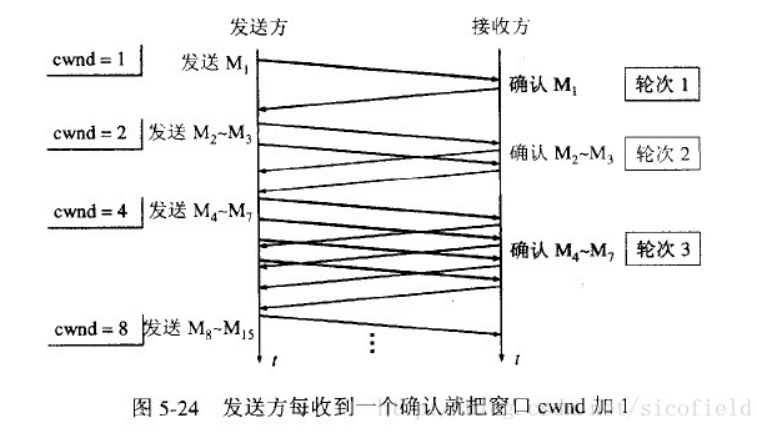 发送方 接收方
cwnd = 1 发送 M1
确认 M1 轮次 1
cwnd = 2 发送 M2~M3
确认 M2~M3 轮次 2
cwnd = 4 发送 M4~M7
确认 M4~M7 轮次 3
cwnd = 8 发送 M8~M15
t t
图 5-24 发送方每收到一个确认就把窗口 cwnd 加 1